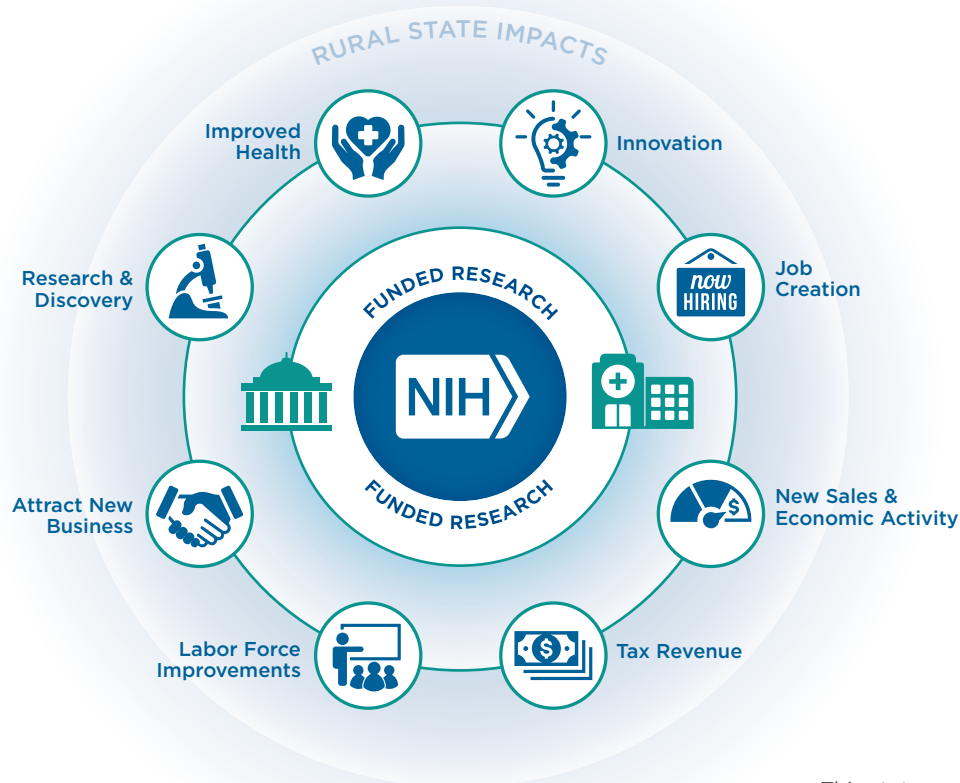 RURAL STATE IMPACTS
Improved
Health
Innovation
Research &
Discovery
Job
Creation
now
HIRING
FUNDED RESEARCH
NIH
FUNDED RESEARCH
Attract New
Business
New Sales &
Economic Activity
$
Labor Force
Improvements
$
Tax Revenue